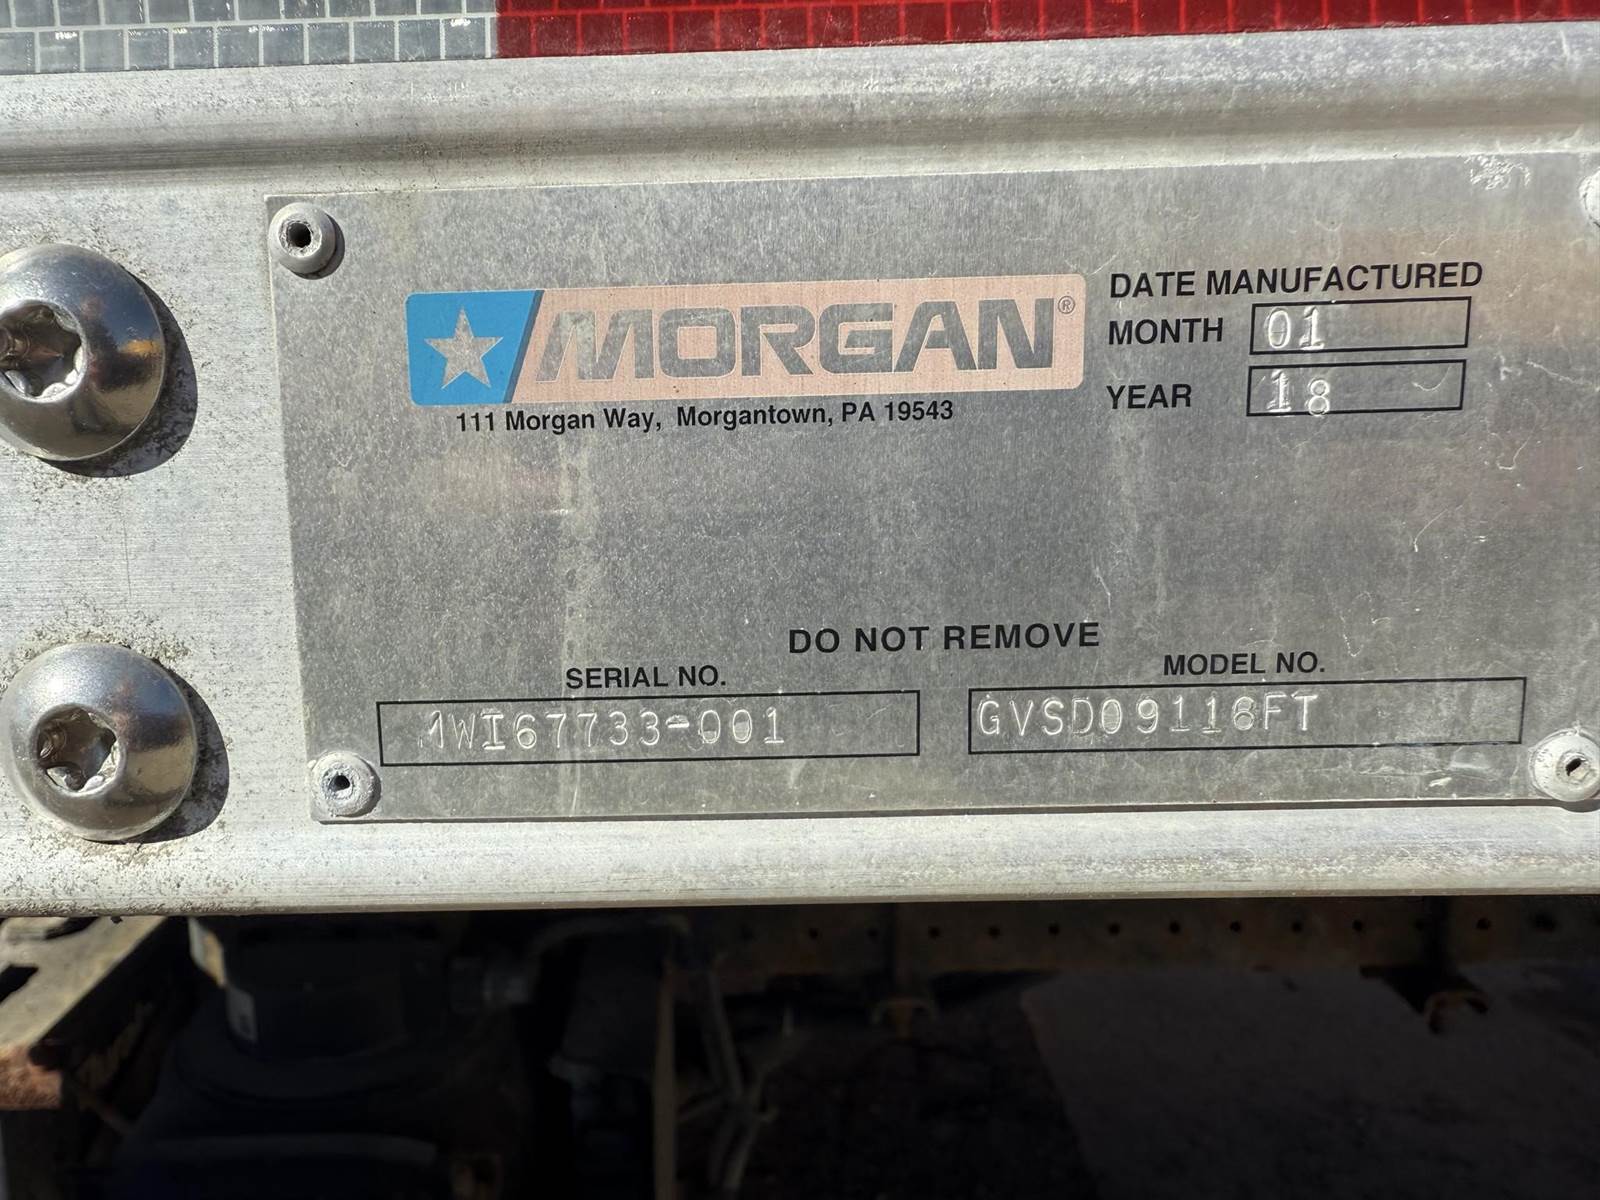 MORGAN®
111 Morgan Way, Morgantown, PA 19543
DATE MANUFACTURED
MONTH 01
YEAR 18
DO NOT REMOVE
SERIAL NO.
MWI67733-001
MODEL NO.
GVSD09116FT